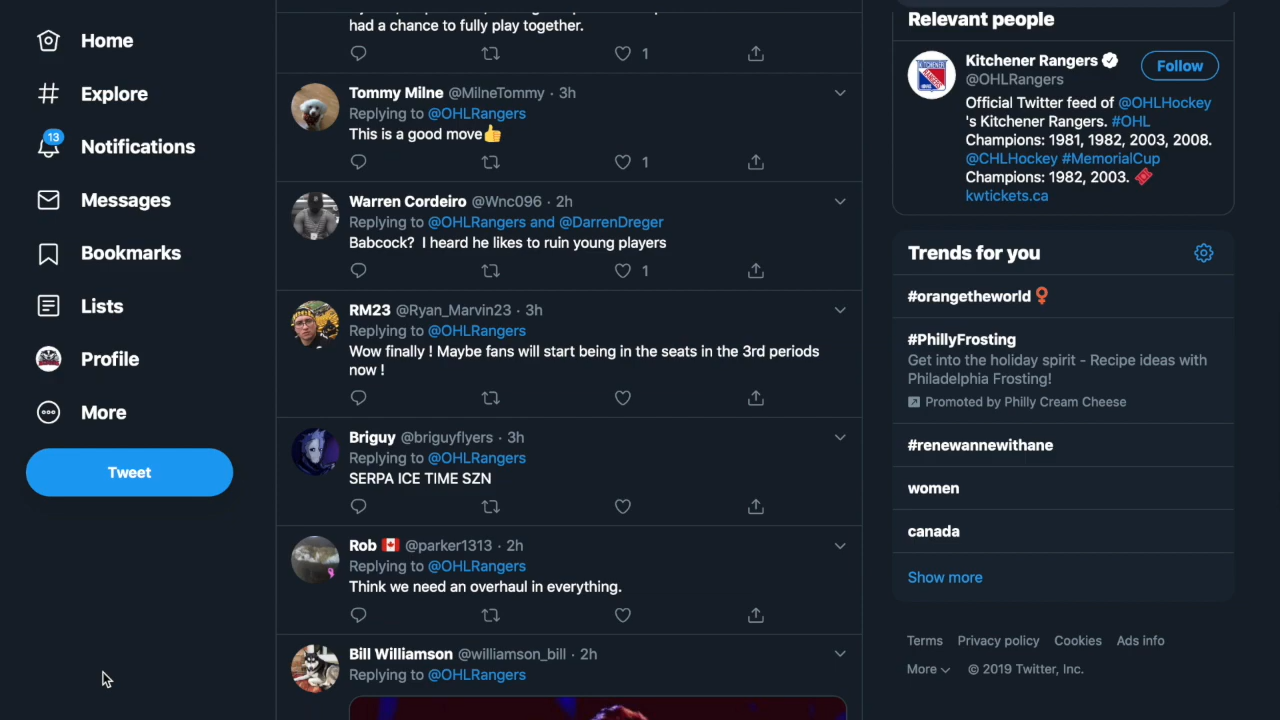 Home
Explore
13
Notifications
Messages
Bookmarks
Lists
Profile
More
Tweet
had a chance to fully play together.
1
Tommy Milne @MilneTommy · 3h
Replying to @OHLRangers
This is a good move👍
1
Warren Cordeiro @Wnc096 · 2h
Replying to @OHLRangers and @DarrenDreger
Babcock? I heard he likes to ruin young players
1
RM23 @Ryan_Marvin23 · 3h
Replying to @OHLRangers
Wow finally ! Maybe fans will start being in the seats in the 3rd periods
now !
Briguy @briguyflyers · 3h
Replying to @OHLRangers
SERPA ICE TIME SZN
Rob 🇨🇦 @parker1313 · 2h
Replying to @OHLRangers
Think we need an overhaul in everything.
Bill Williamson @williamson_bill · 2h
Replying to @OHLRangers
Relevant people
Kitchener Rangers
Follow
@OHLRangers
Official Twitter feed of @OHLHockey
's Kitchener Rangers. #OHL
Champions: 1981, 1982, 2003, 2008.
@CHLHockey #MemorialCup
Champions: 1982, 2003. 🎟
kwtickets.ca
Trends for you
#orangetheworld
#PhillyFrosting
Get into the holiday spirit - Recipe ideas with
Philadelphia Frosting!
Promoted by Philly Cream Cheese
#renewannewithane
women
canada
Show more
Terms Privacy policy Cookies Ads info
More © 2019 Twitter, Inc.